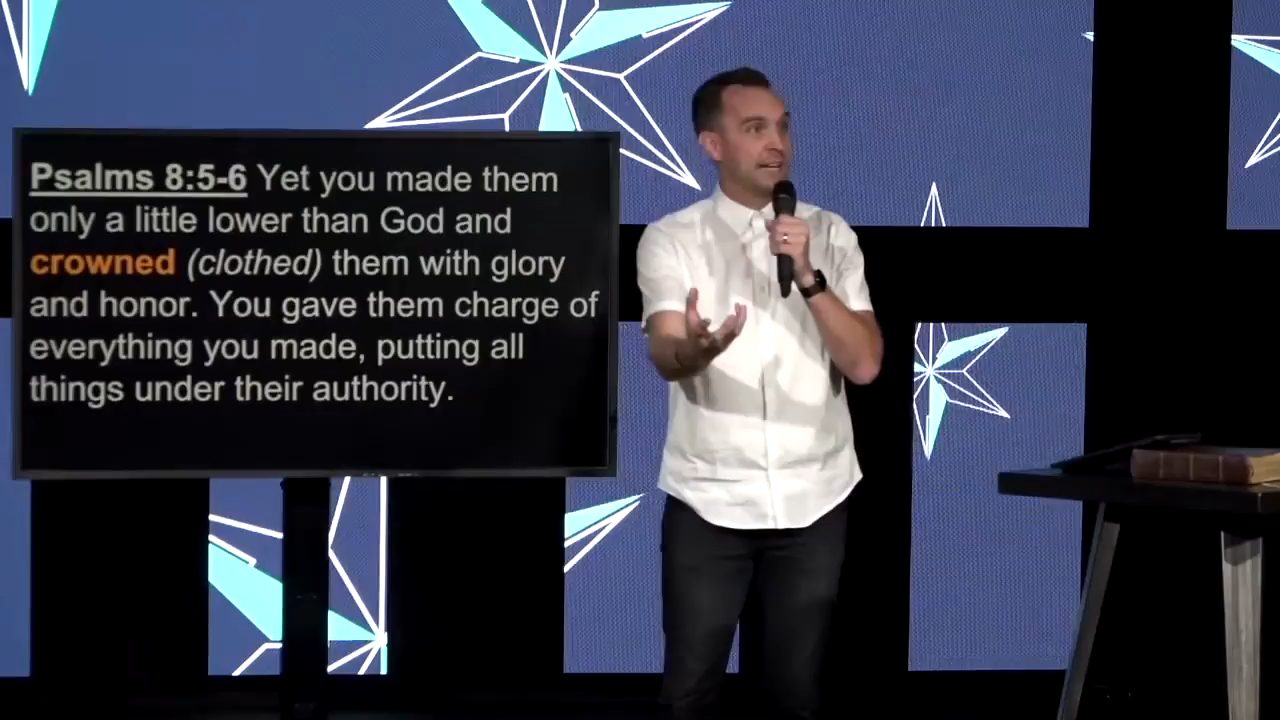 Psalms 8:5-6 Yet you made them
only a little lower than God and
crowned (clothed) them with glory
and honor. You gave them charge of
everything you made, putting all
things under their authority.